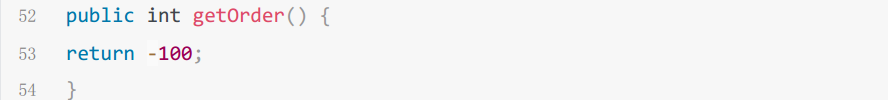 52 public int getOrder() {
53 return -100;
54 }